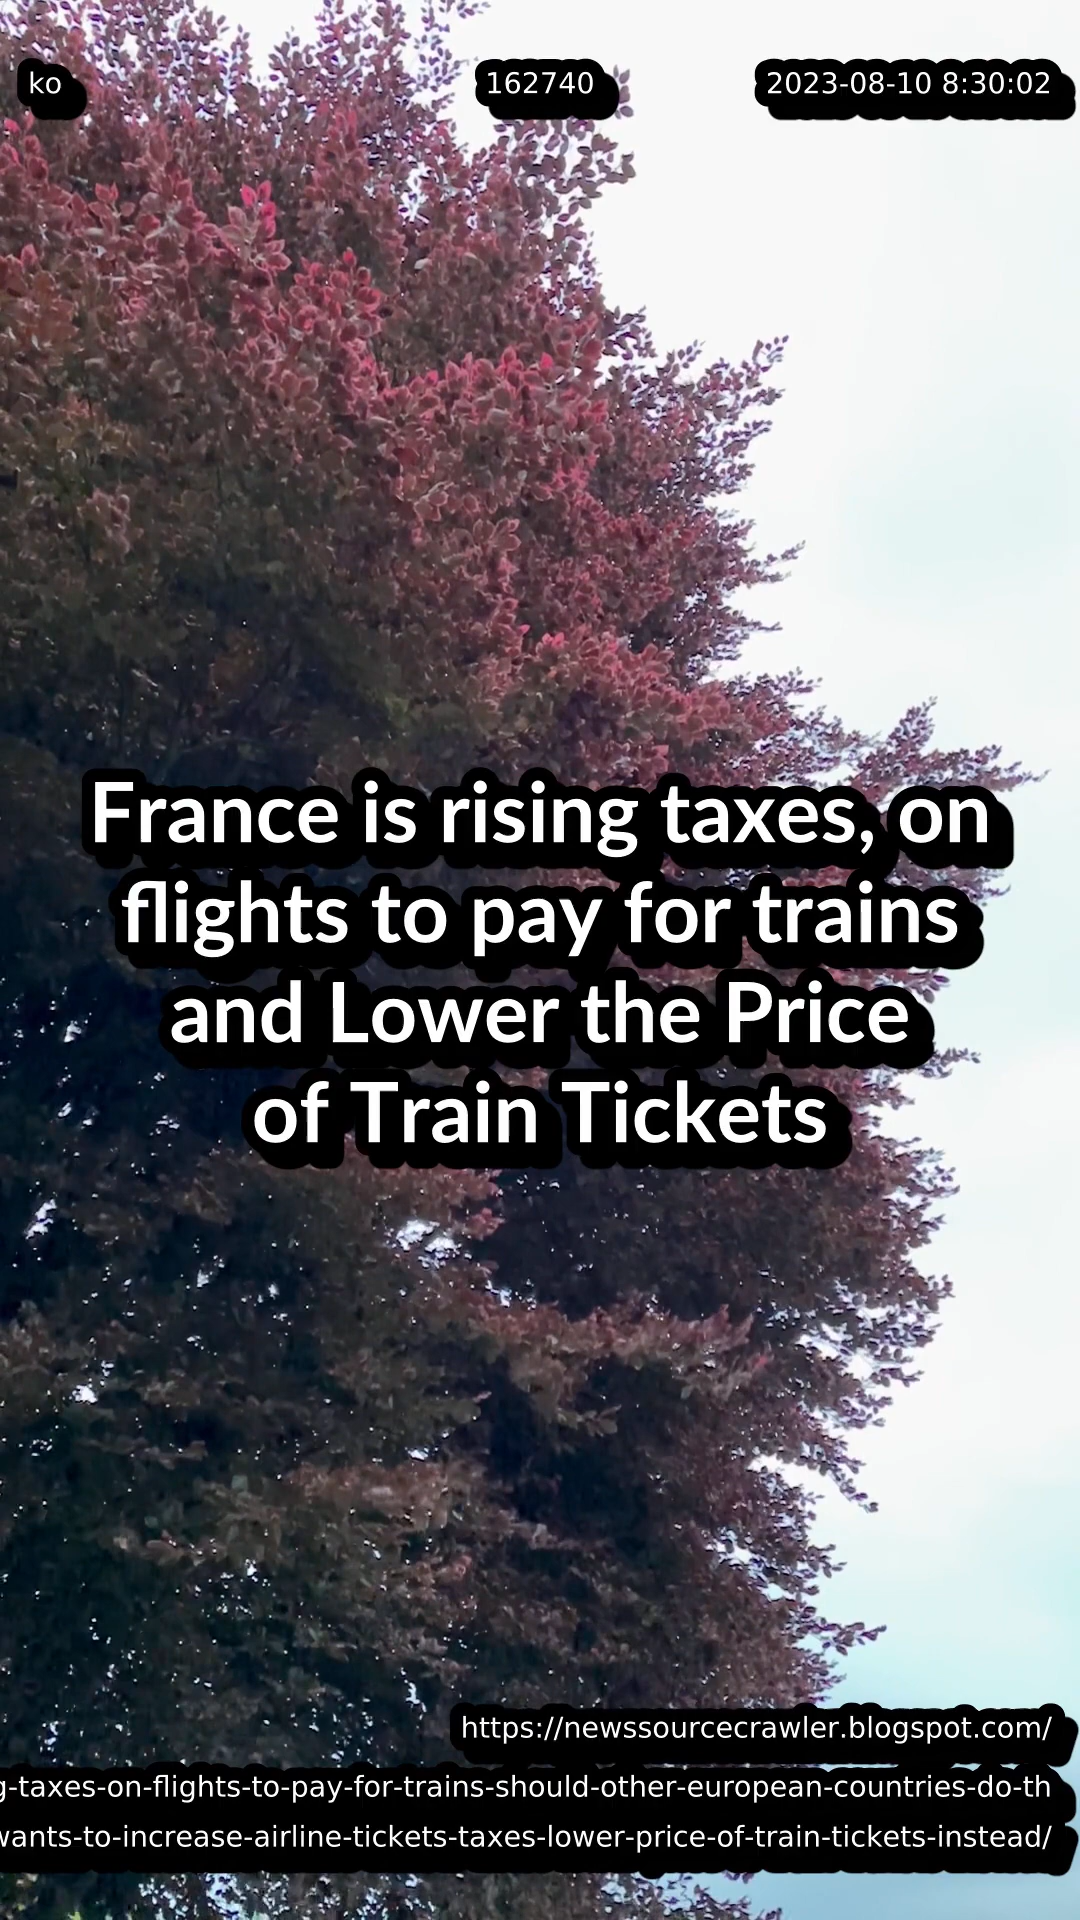 ko
162740
2023-08-10 8:30:02
France is rising taxes, on
flights to pay for trains
and Lower the Price
of Train Tickets
https://newssourcecrawler.blogspot.com/
-taxes-on-flights-to-pay-for-trains-should-other-european-countries-do-th
-to-increase-airline-tickets-taxes-lower-price-of-train-tickets-instead/